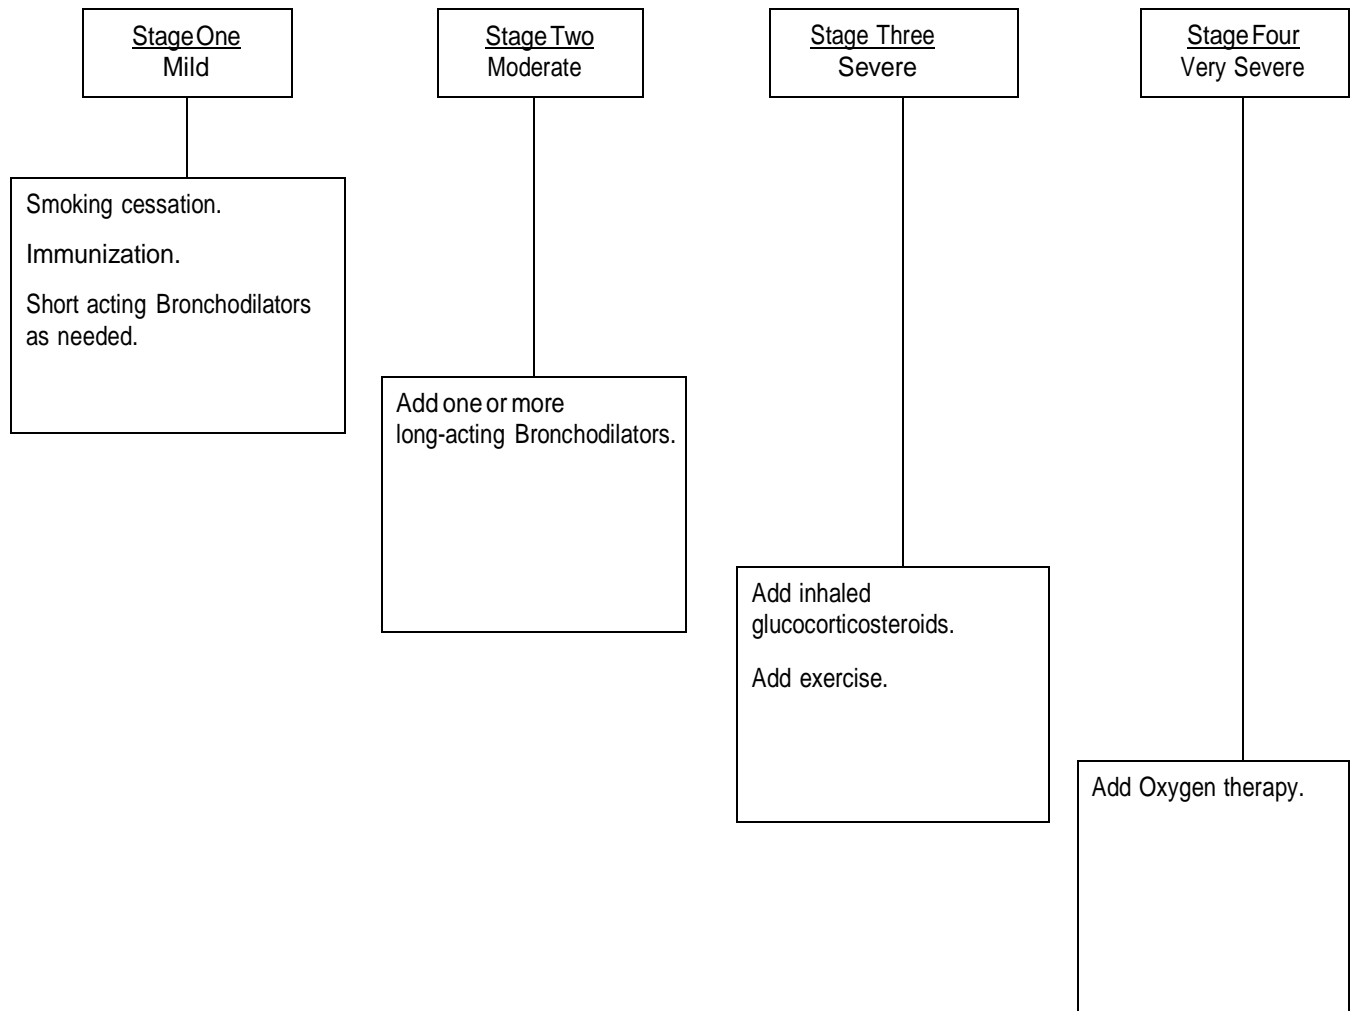 Stage One
Mild
Stage Two
Moderate
Stage Three
Severe
Stage Four
Very Severe
Smoking cessation.
Immunization.
Short acting Bronchodilators
as needed.
Add one or more
long-acting Bronchodilators.
Add inhaled
glucocorticosteroids.
Add exercise.
Add Oxygen therapy.